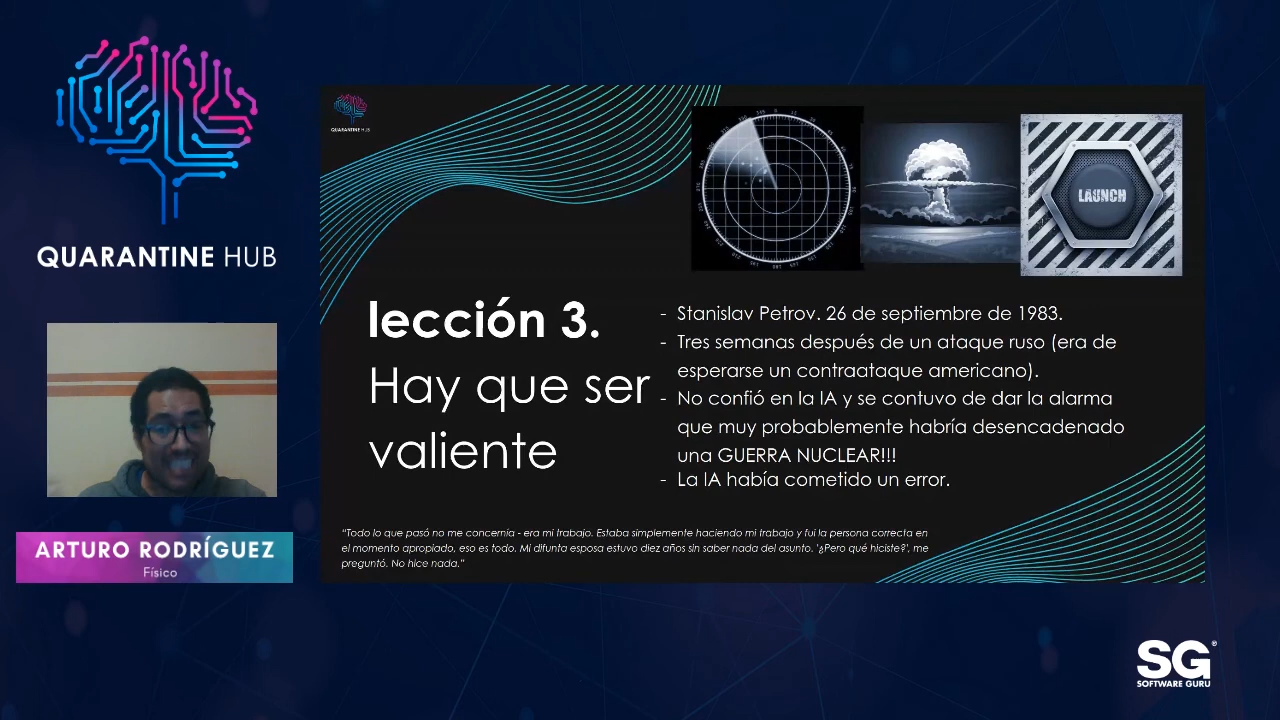 QUARANTINE HUB
ARTURO RODRÍGUEZ
Físico
QUARANTINE HUB
LAUNCH
lección 3.
Hay que ser
valiente
- Stanislav Petrov. 26 de septiembre de 1983.
- Tres semanas después de un ataque ruso (era de
esperarse un contraataque americano).
- No confió en la IA y se contuvo de dar la alarma
que muy probablemente habría desencadenado
una GUERRA NUCLEAR!!!
- La IA había cometido un error.
“Todo lo que pasó no me concernía - era mi trabajo. Estaba simplemente haciendo mi trabajo y fui la persona correcta en
el momento apropiado, eso es todo. Mi difunta esposa estuvo diez años sin saber nada del asunto. '¿Pero qué hiciste?', me
preguntó. No hice nada.”
SG
SOFTWARE GURU